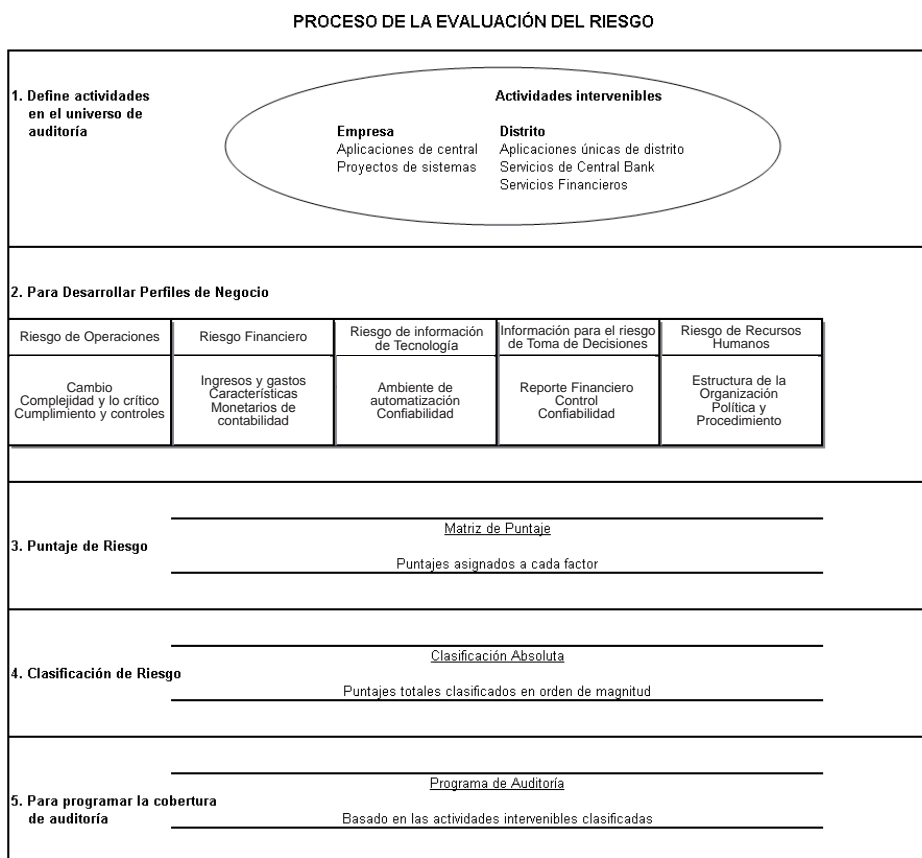 PROCESO DE LA EVALUACIÓN DEL RIESGO
1. Define actividades
en el universo de
auditoría
Actividades intervenibles
Empresa
Aplicaciones de central
Proyectos de sistemas
Distrito
Aplicaciones únicas de distrito
Servicios de Central Bank
Servicios Financieros
2. Para Desarrollar Perfiles de Negocio
Riesgo de Operaciones
Cambio
Complejidad y lo crítico
Cumplimiento y controles
Riesgo Financiero
Ingresos y gastos
Características
Monetarios de
contabilidad
Riesgo de información
de Tecnología
Ambiente de
automatización
Confiabilidad
Información para el riesgo
de Toma de Decisiones
Reporte Financiero
Control
Confiabilidad
Riesgo de Recursos
Humanos
Estructura de la
Organización
Política y
Procedimiento
3. Puntaje de Riesgo
Matriz de Puntaje
Puntajes asignados a cada factor
4. Clasificación de Riesgo
Clasificación Absoluta
Puntajes totales clasificados en orden de magnitud
5. Para programar la cobertura
de auditoría
Programa de Auditoría
Basado en las actividades intervenibles clasificadas